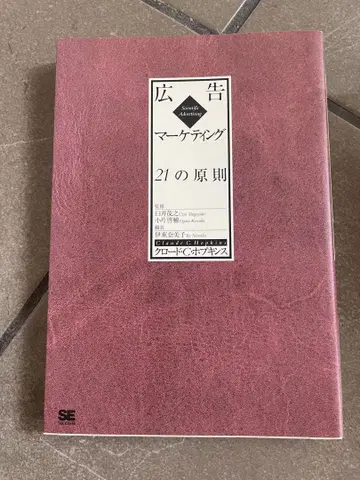 広告
Scientific
Advertising
マーケティング
21の原則
監修
臼井茂之
小片啓輔
翻訳
伊東奈美子
Claude C. Hopkins
クロード・C・ホプキンス
SE
SHOEISHA